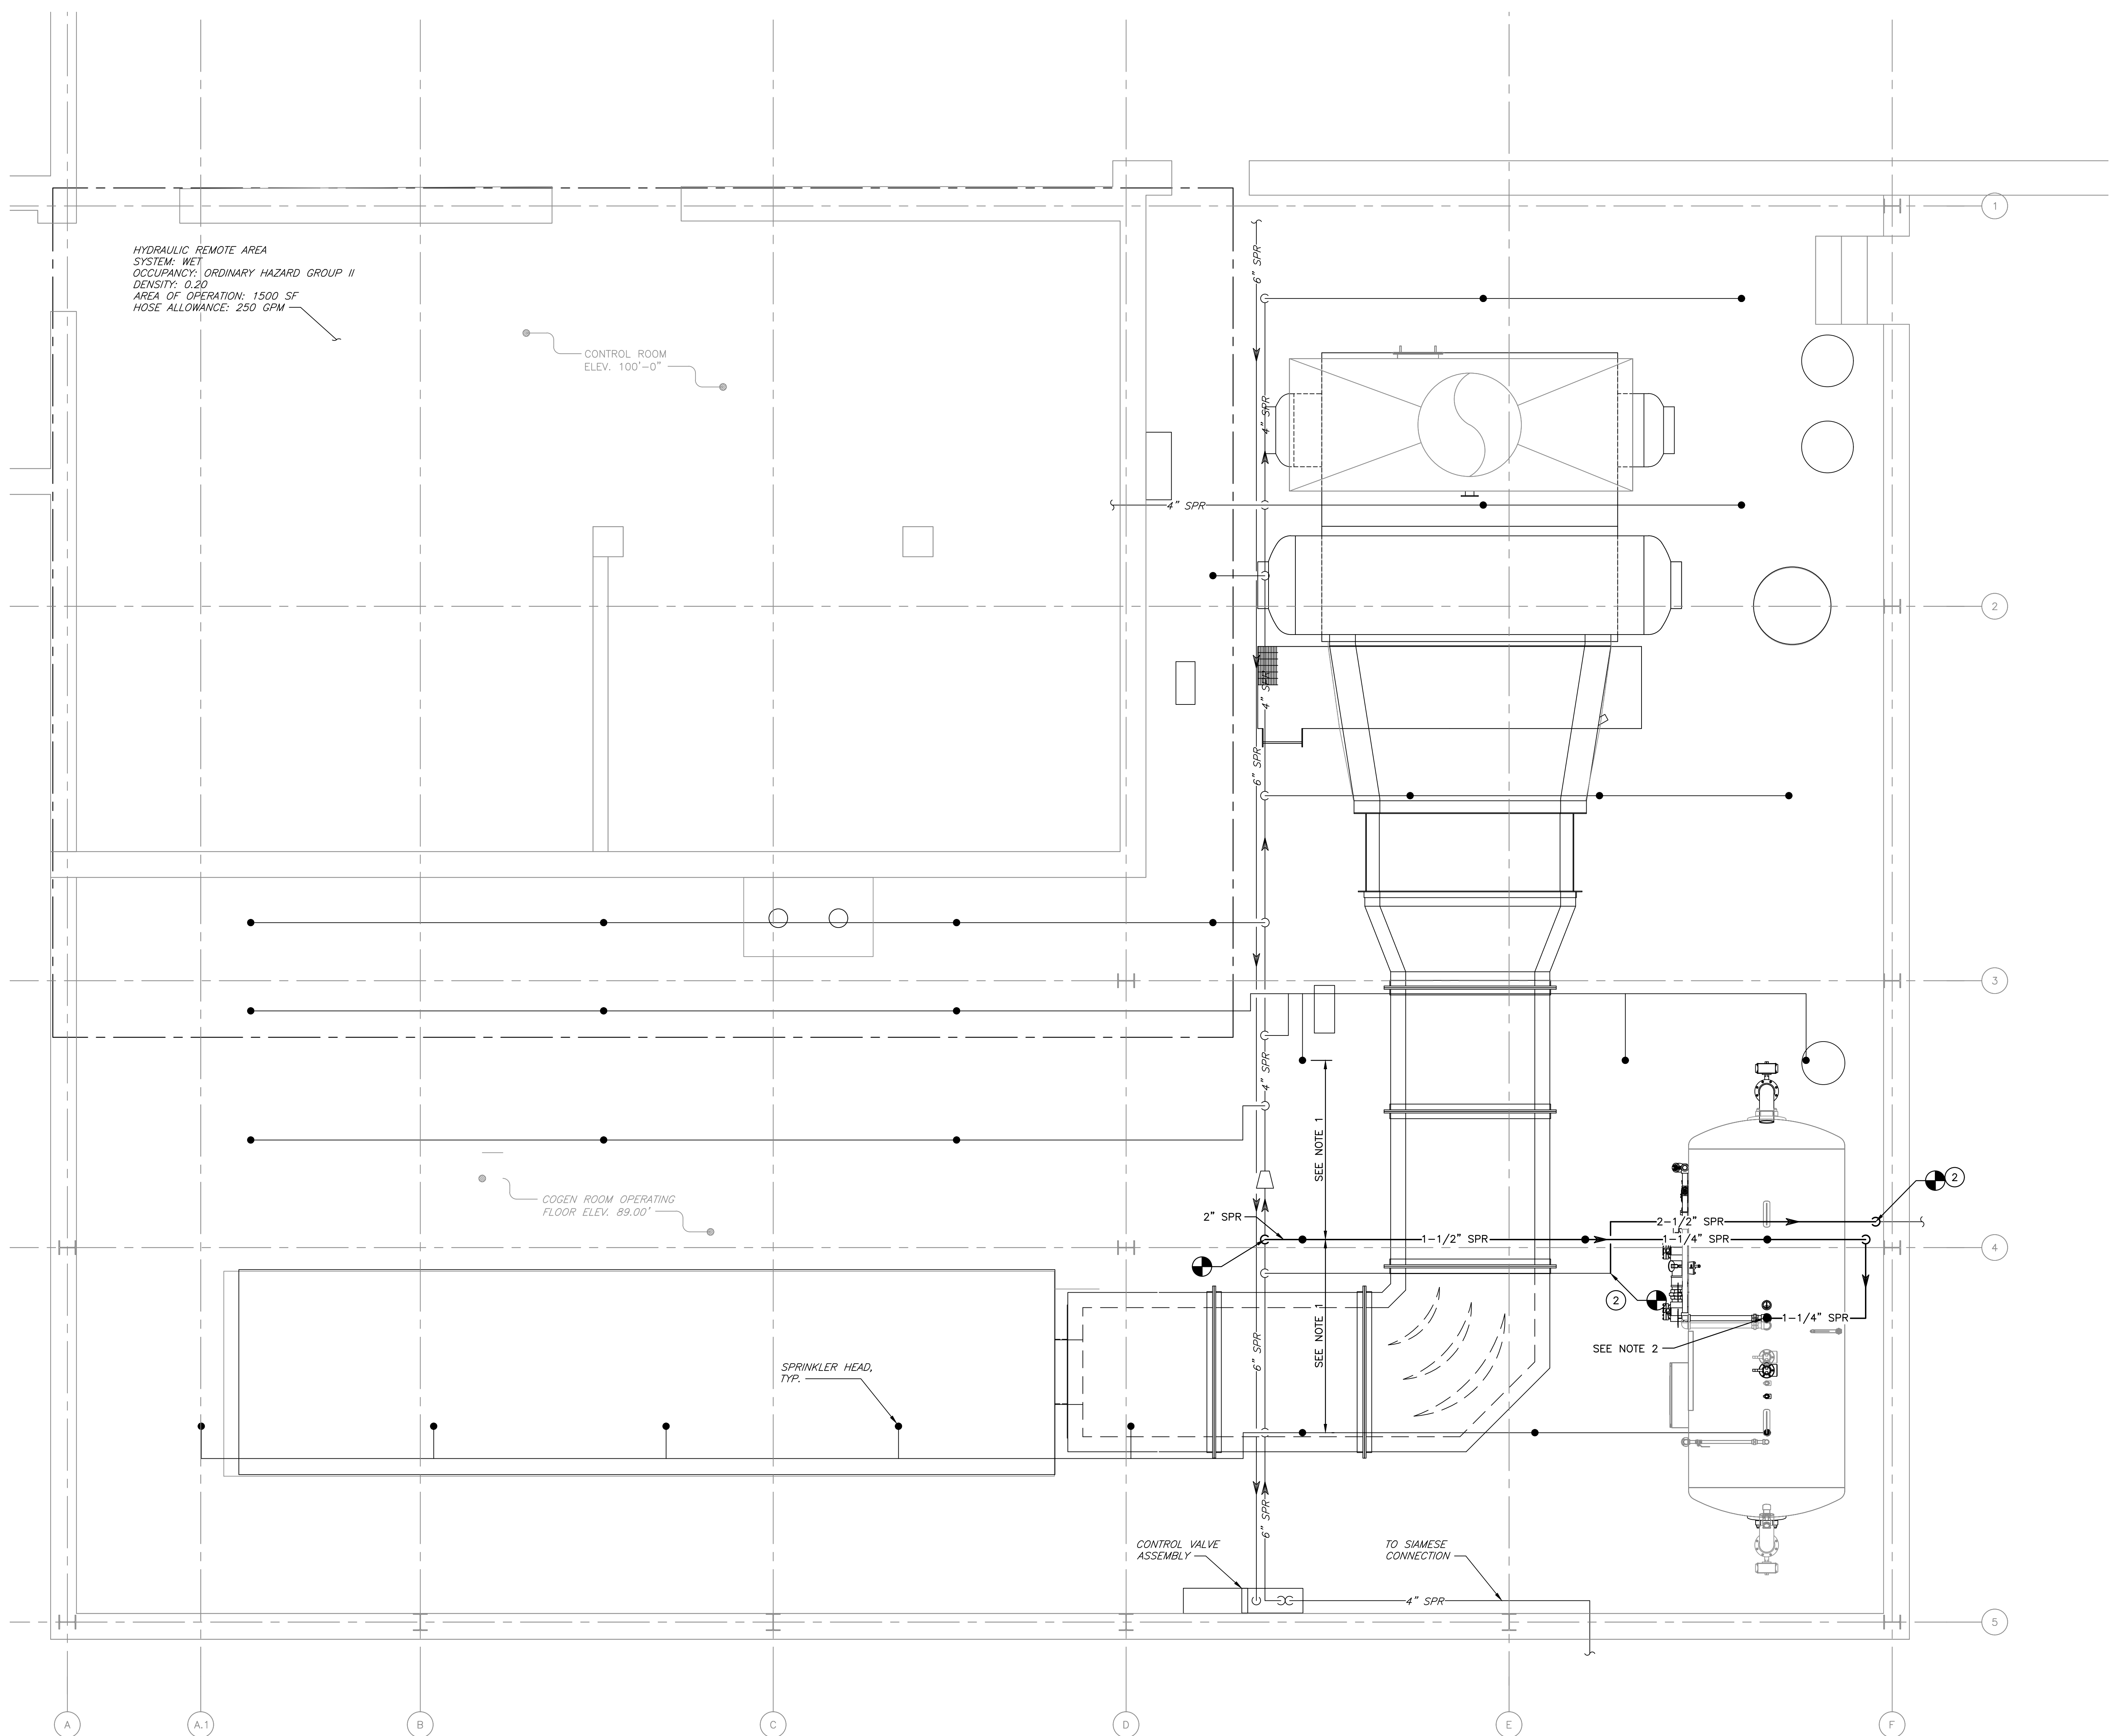 1
HYDRAULIC REMOTE AREA
SYSTEM: WET
OCCUPANCY: ORDINARY HAZARD GROUP II
DENSITY: 0.20
AREA OF OPERATION: 1500 SF
HOSE ALLOWANCE: 250 GPM
6" SPR
CONTROL ROOM
ELEV. 100'-0"
4" SPR
4" SPR
2
4" SPR
6" SPR
3
4" SPR
SEE NOTE 1
COGEN ROOM OPERATING
FLOOR ELEV. 89.00'
2
2" SPR
2-1/2" SPR
1-1/2" SPR
1-1/4" SPR
4
2
1-1/4" SPR
SEE NOTE 1
6" SPR
SEE NOTE 2
SPRINKLER HEAD,
TYP.
6" SPR
CONTROL VALVE
ASSEMBLY
TO SIAMESE
CONNECTION
4" SPR
5
A
A.1
B
C
D
E
F